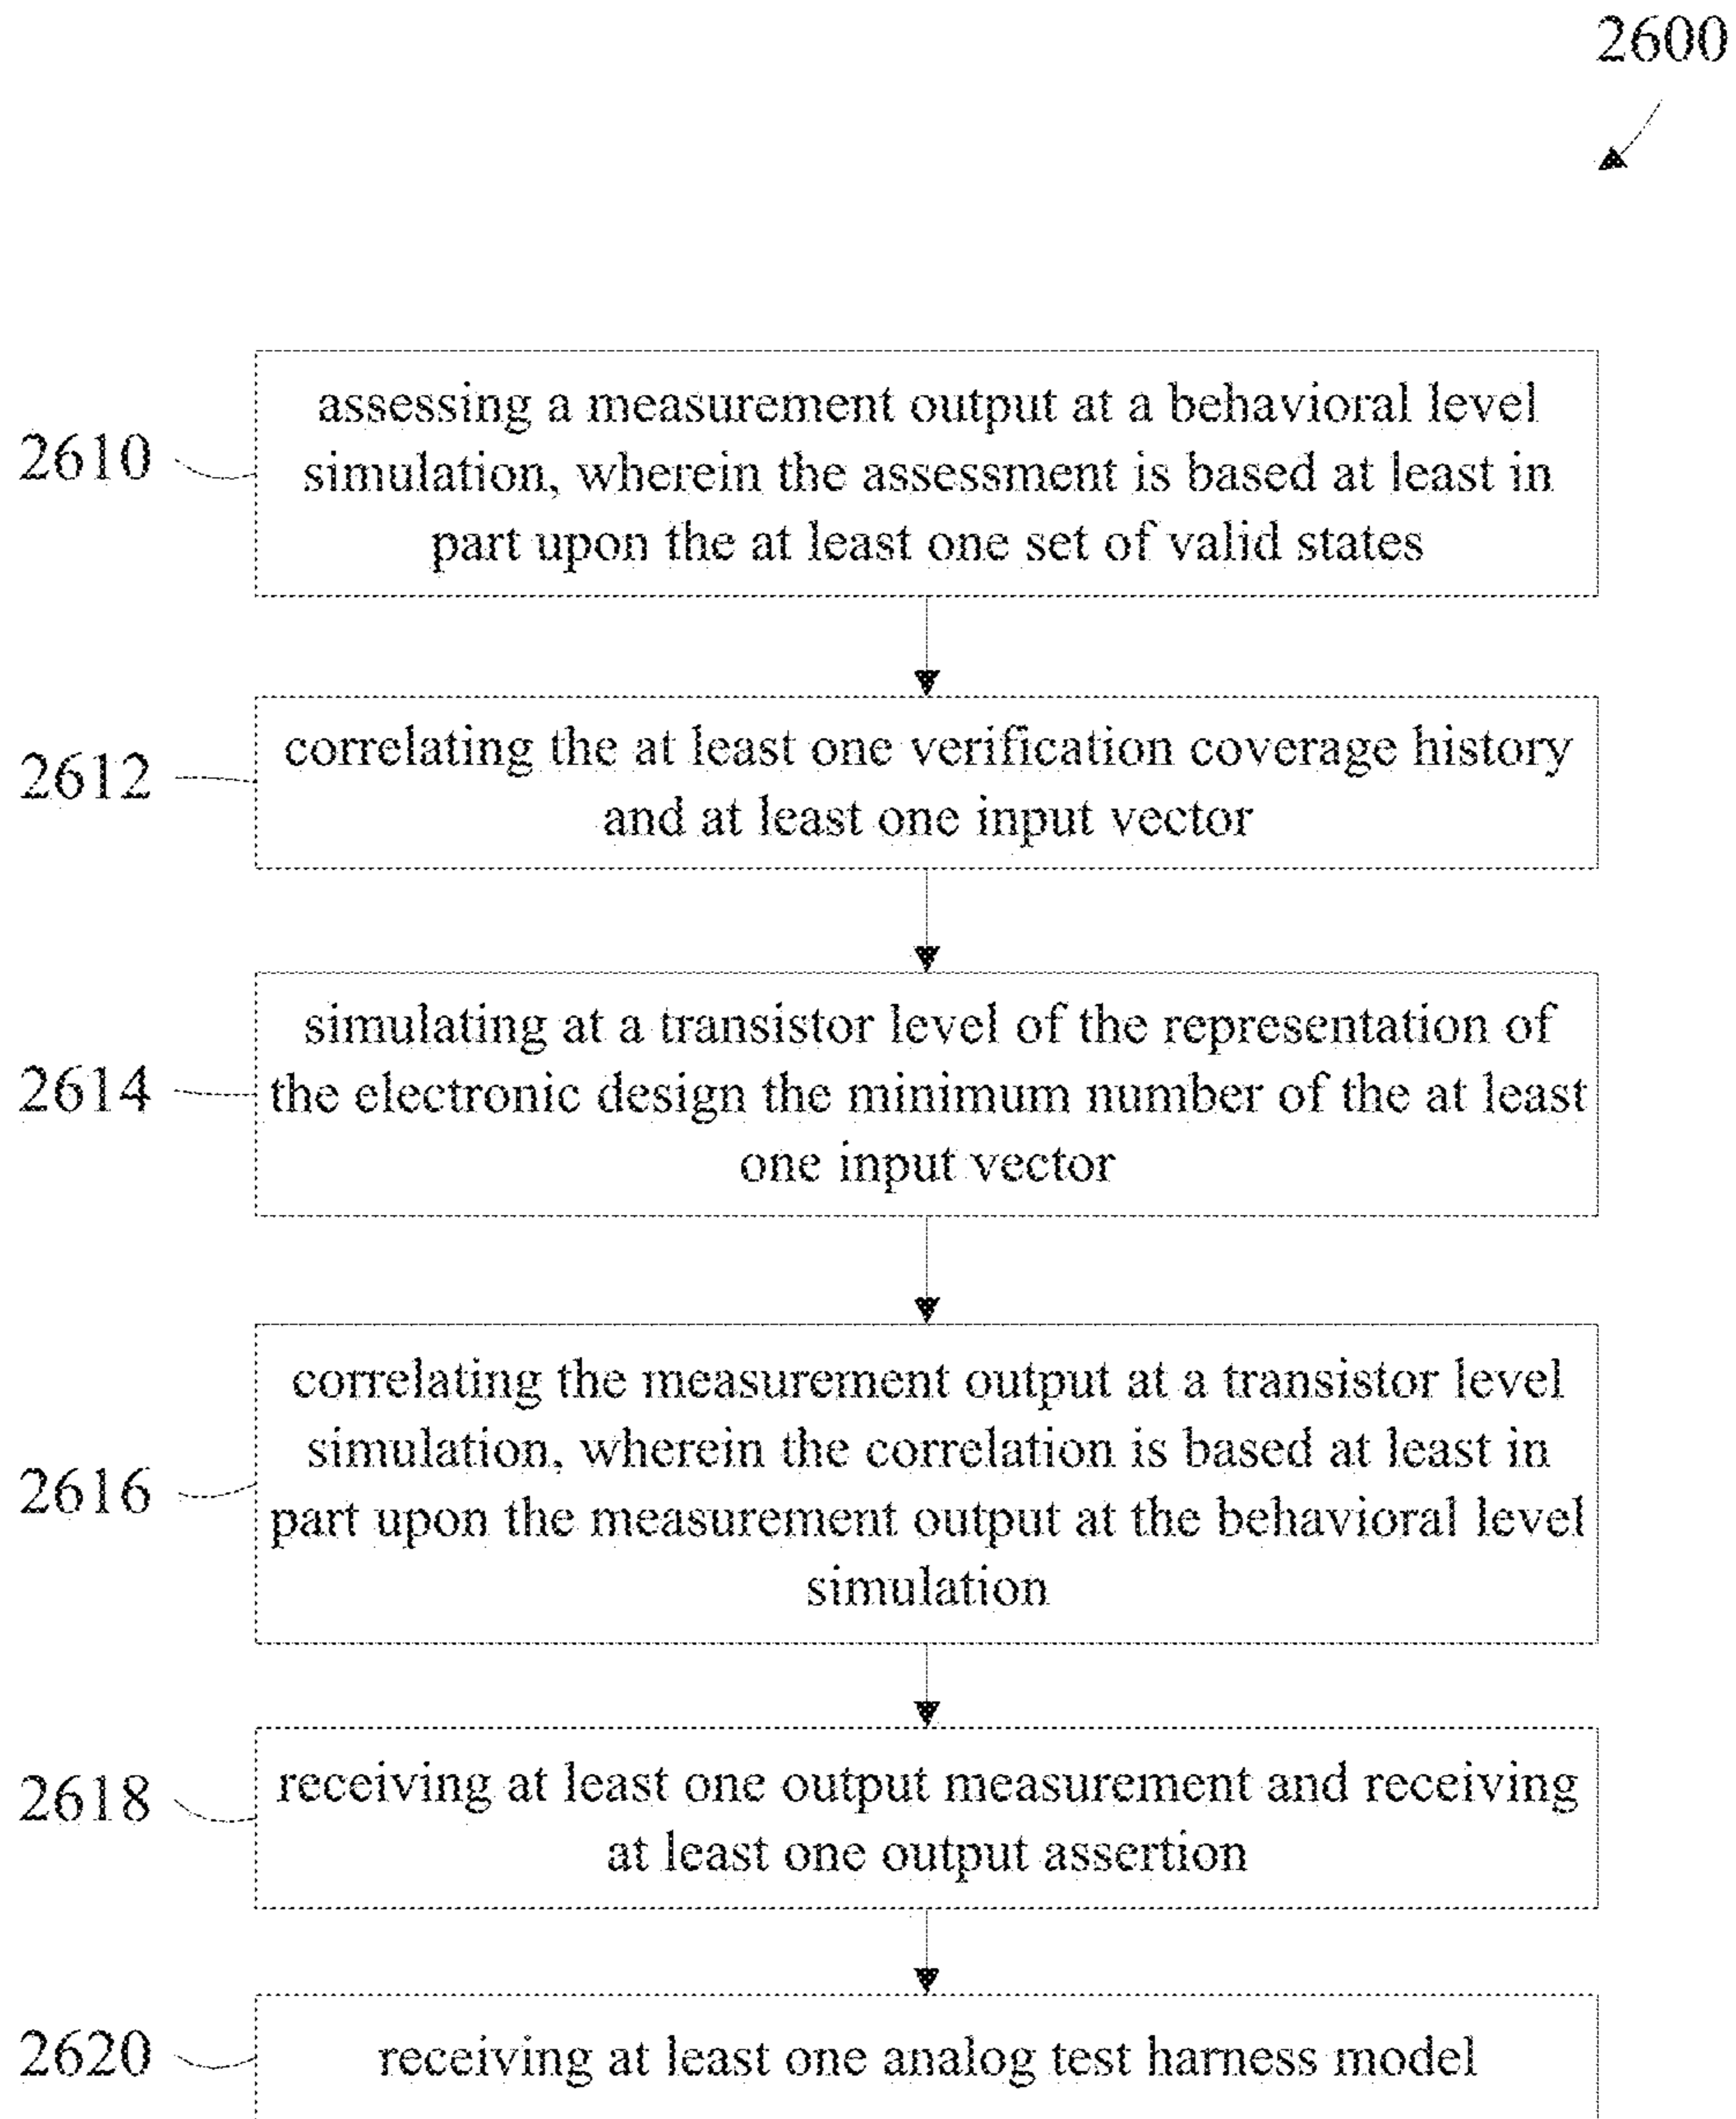 2600
2610
assessing a measurement output at a behavioral level
simulation, wherein the assessment is based at least in
part upon the at least one set of valid states
2612
correlating the at least one verification coverage history
and at least one input vector
2614
simulating at a transistor level of the representation of
the electronic design the minimum number of the at least
one input vector
2616
correlating the measurement output at a transistor level
simulation, wherein the correlation is based at least in
part upon the measurement output at the behavioral level
simulation
2618
receiving at least one output measurement and receiving
at least one output assertion
2620
receiving at least one analog test harness model